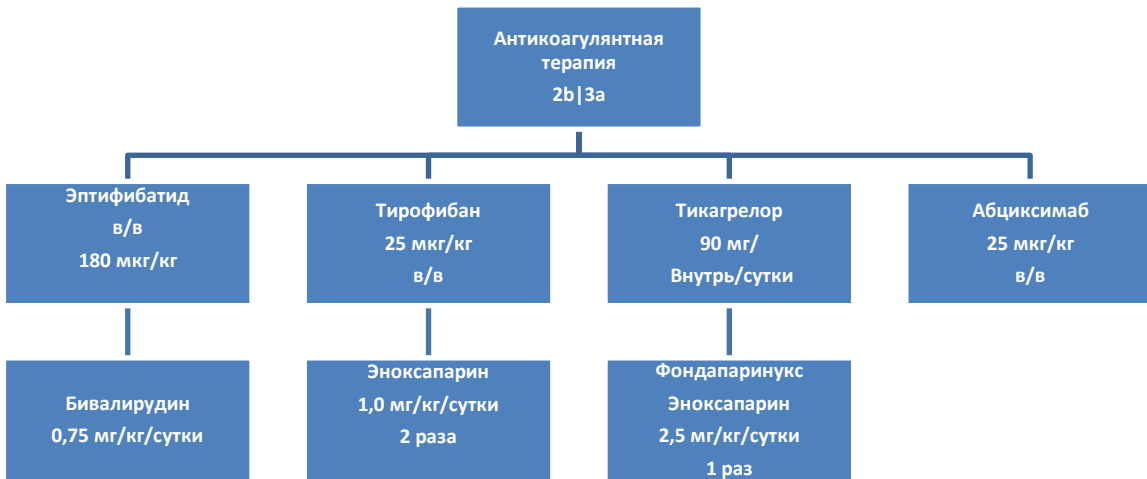 Антикоагулянтная
терапия
2b|3a
Эптифибатид
в/в
180 мкг/кг
Тирофибан
25 мкг/кг
в/в
Тикагрелор
90 мг/
Внутрь/сутки
Абциксимаб
25 мкг/кг
в/в
Бивалирудин
0,75 мг/кг/сутки
Эноксапарин
1,0 мг/кг/сутки
2 раза
Фондапаринукс
Эноксапарин
2,5 мг/кг/сутки
1 раз